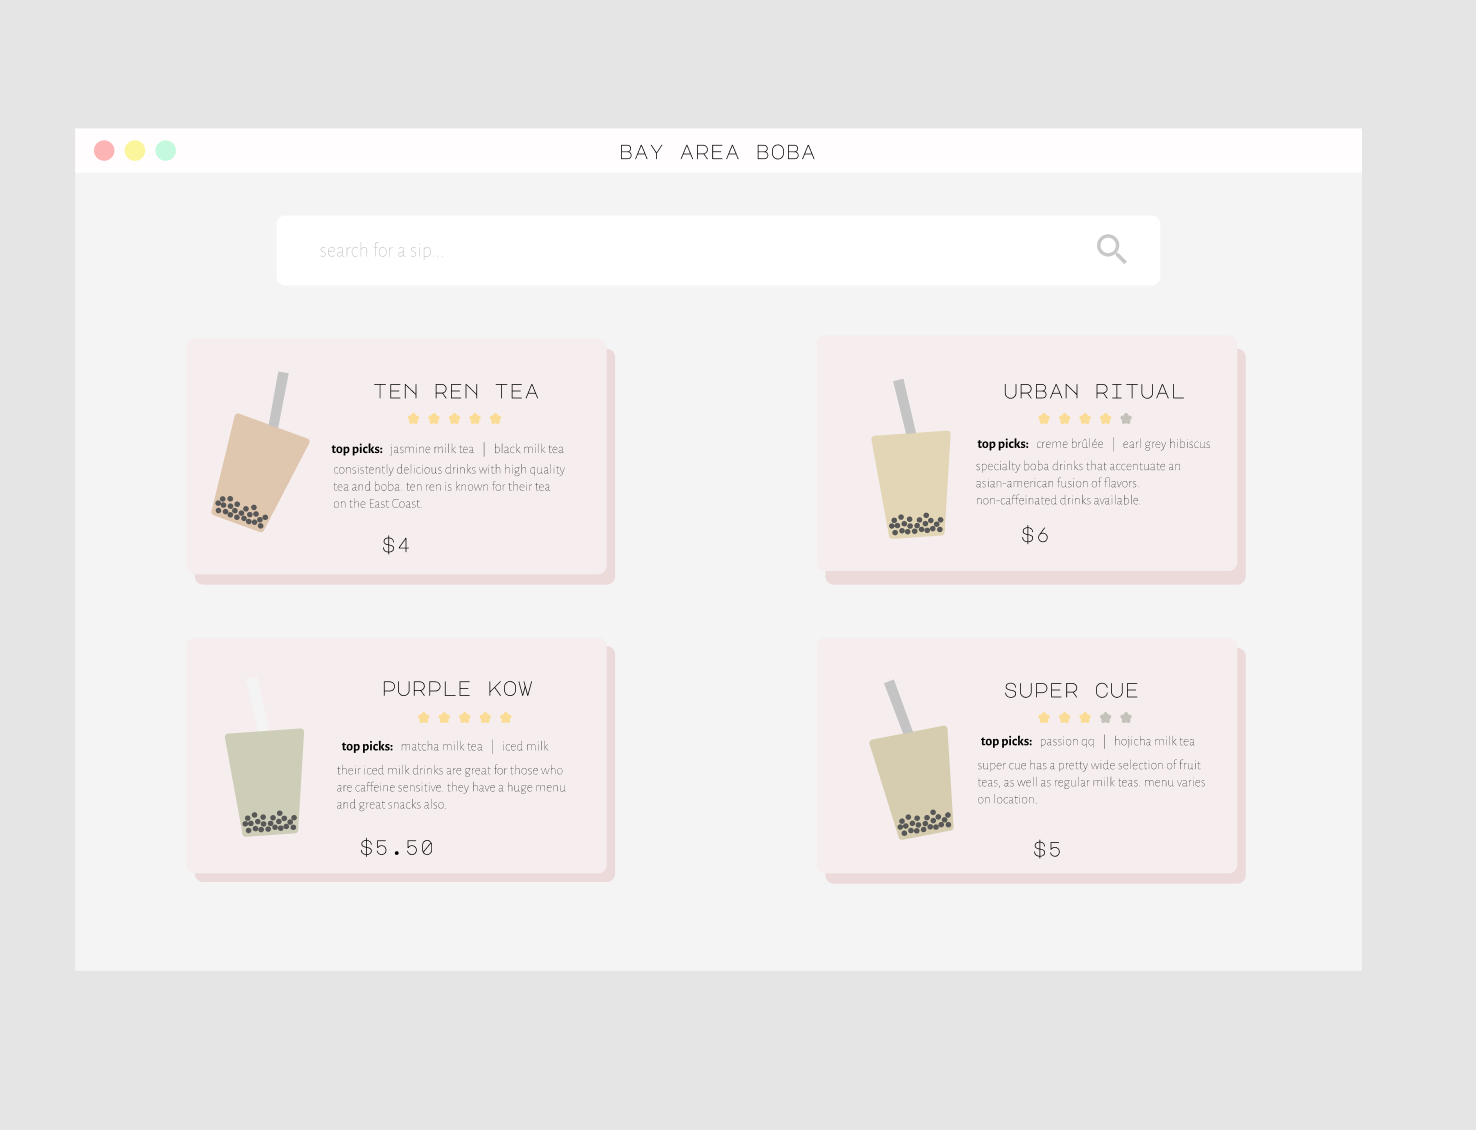 BAY AREA BOBA
search for a sip...
TEN REN TEA
top picks: jasmine milk tea | black milk tea
consistently delicious drinks with high quality
tea and boba. ten ren is known for their tea
on the East Coast.
$4
URBAN RITUAL
top picks: creme brûlée | earl grey hibiscus
specialty boba drinks that accentuate an
asian-american fusion of flavors.
non-caffeinated drinks available.
$6
PURPLE KOW
top picks: matcha milk tea | iced milk
their iced milk drinks are great for those who
are caffeine sensitive. they have a huge menu
and great snacks also.
$5.50
SUPER CUE
top picks: passion qq | hojicha milk tea
super cue has a pretty wide selection of fruit
teas, as well as regular milk teas. menu varies
on location.
$5